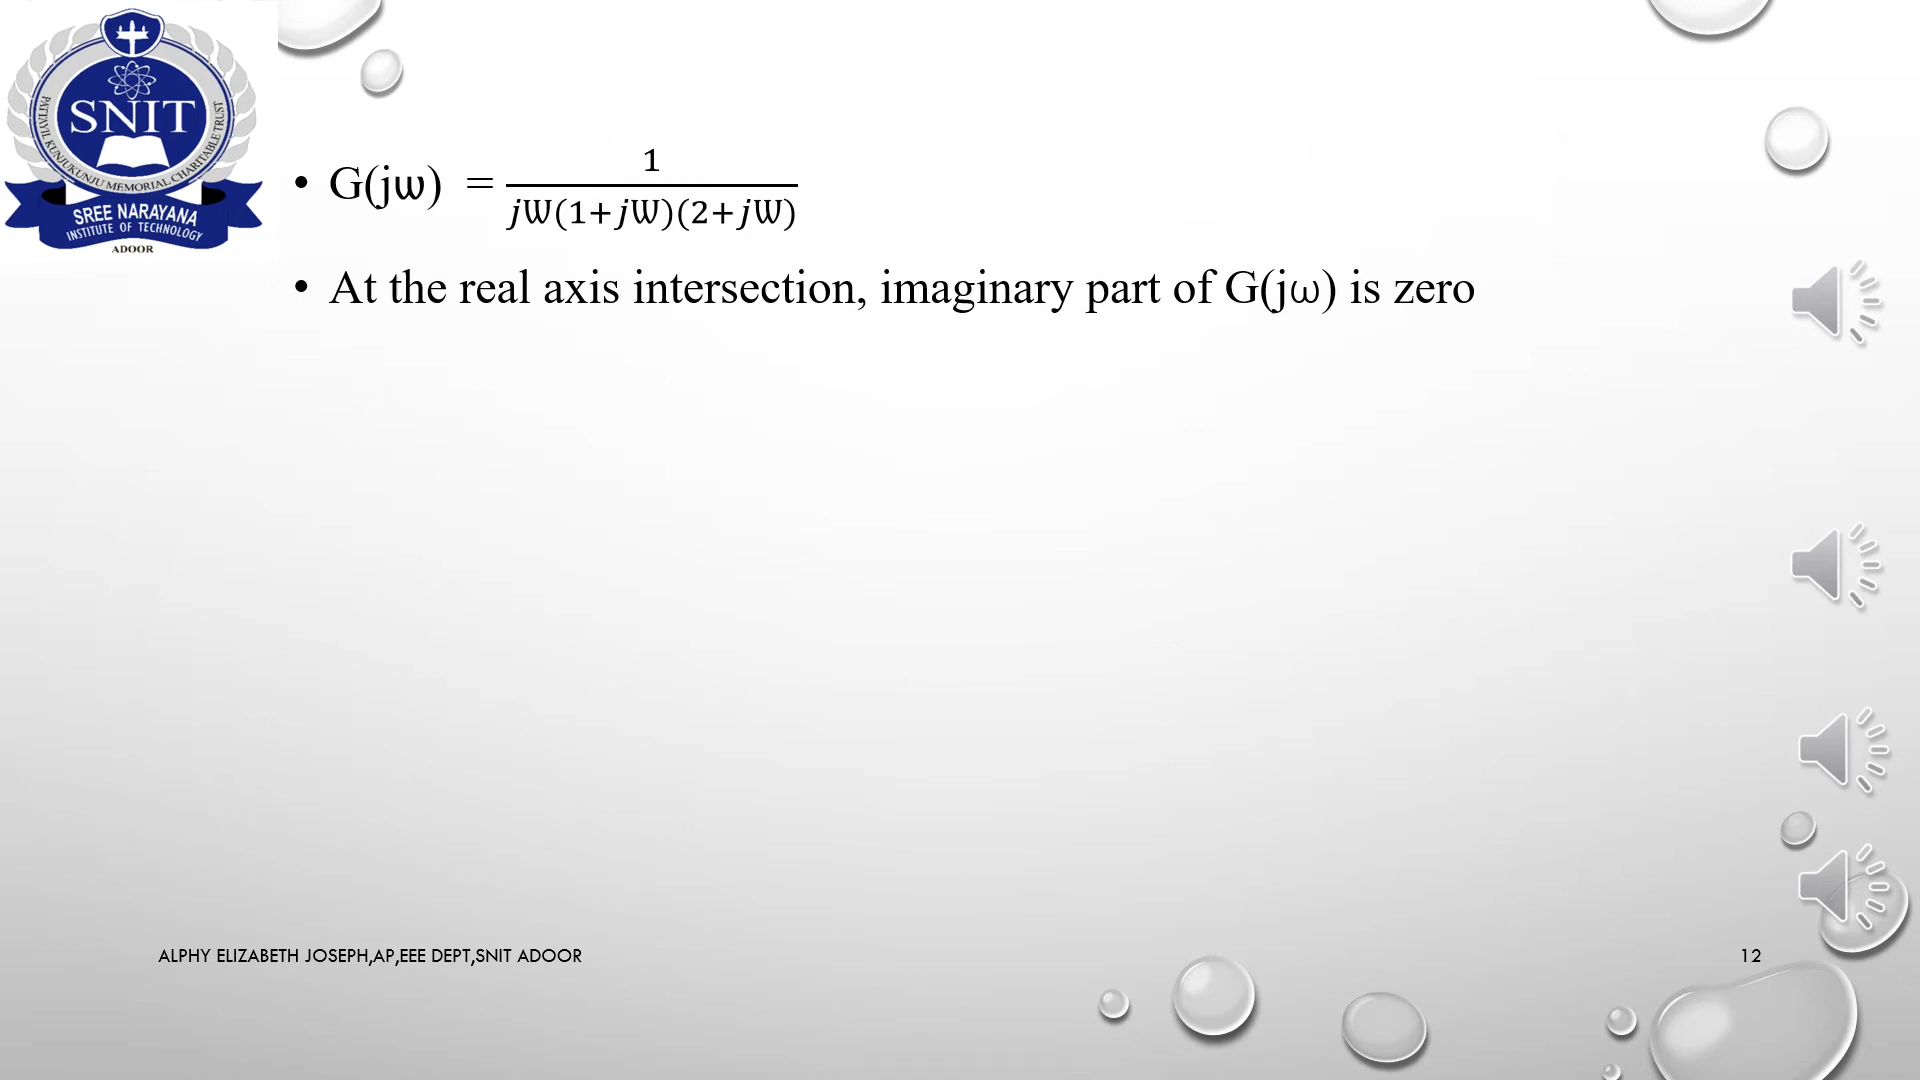 SNIT
PATTAYIL KUNJUKUNJU MEMORIAL CHARITABLE TRUST
SREE NARAYANA
INSTITUTE OF TECHNOLOGY
ADOOR
• G(jω) = 1 / jW(1+jW)(2+jW)
• At the real axis intersection, imaginary part of G(jω) is zero
ALPHY ELIZABETH JOSEPH,AP,EEE DEPT,SNIT ADOOR
12